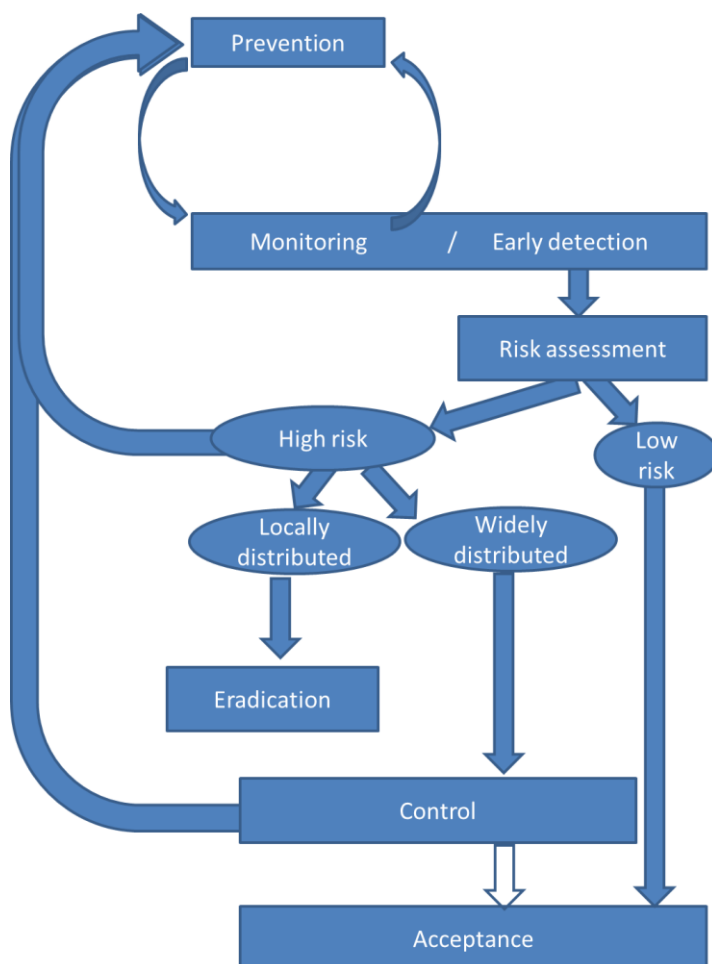 Prevention
Monitoring / Early detection
Risk assessment
High risk
Low
risk
Locally
distributed
Widely
distributed
Eradication
Control
Acceptance